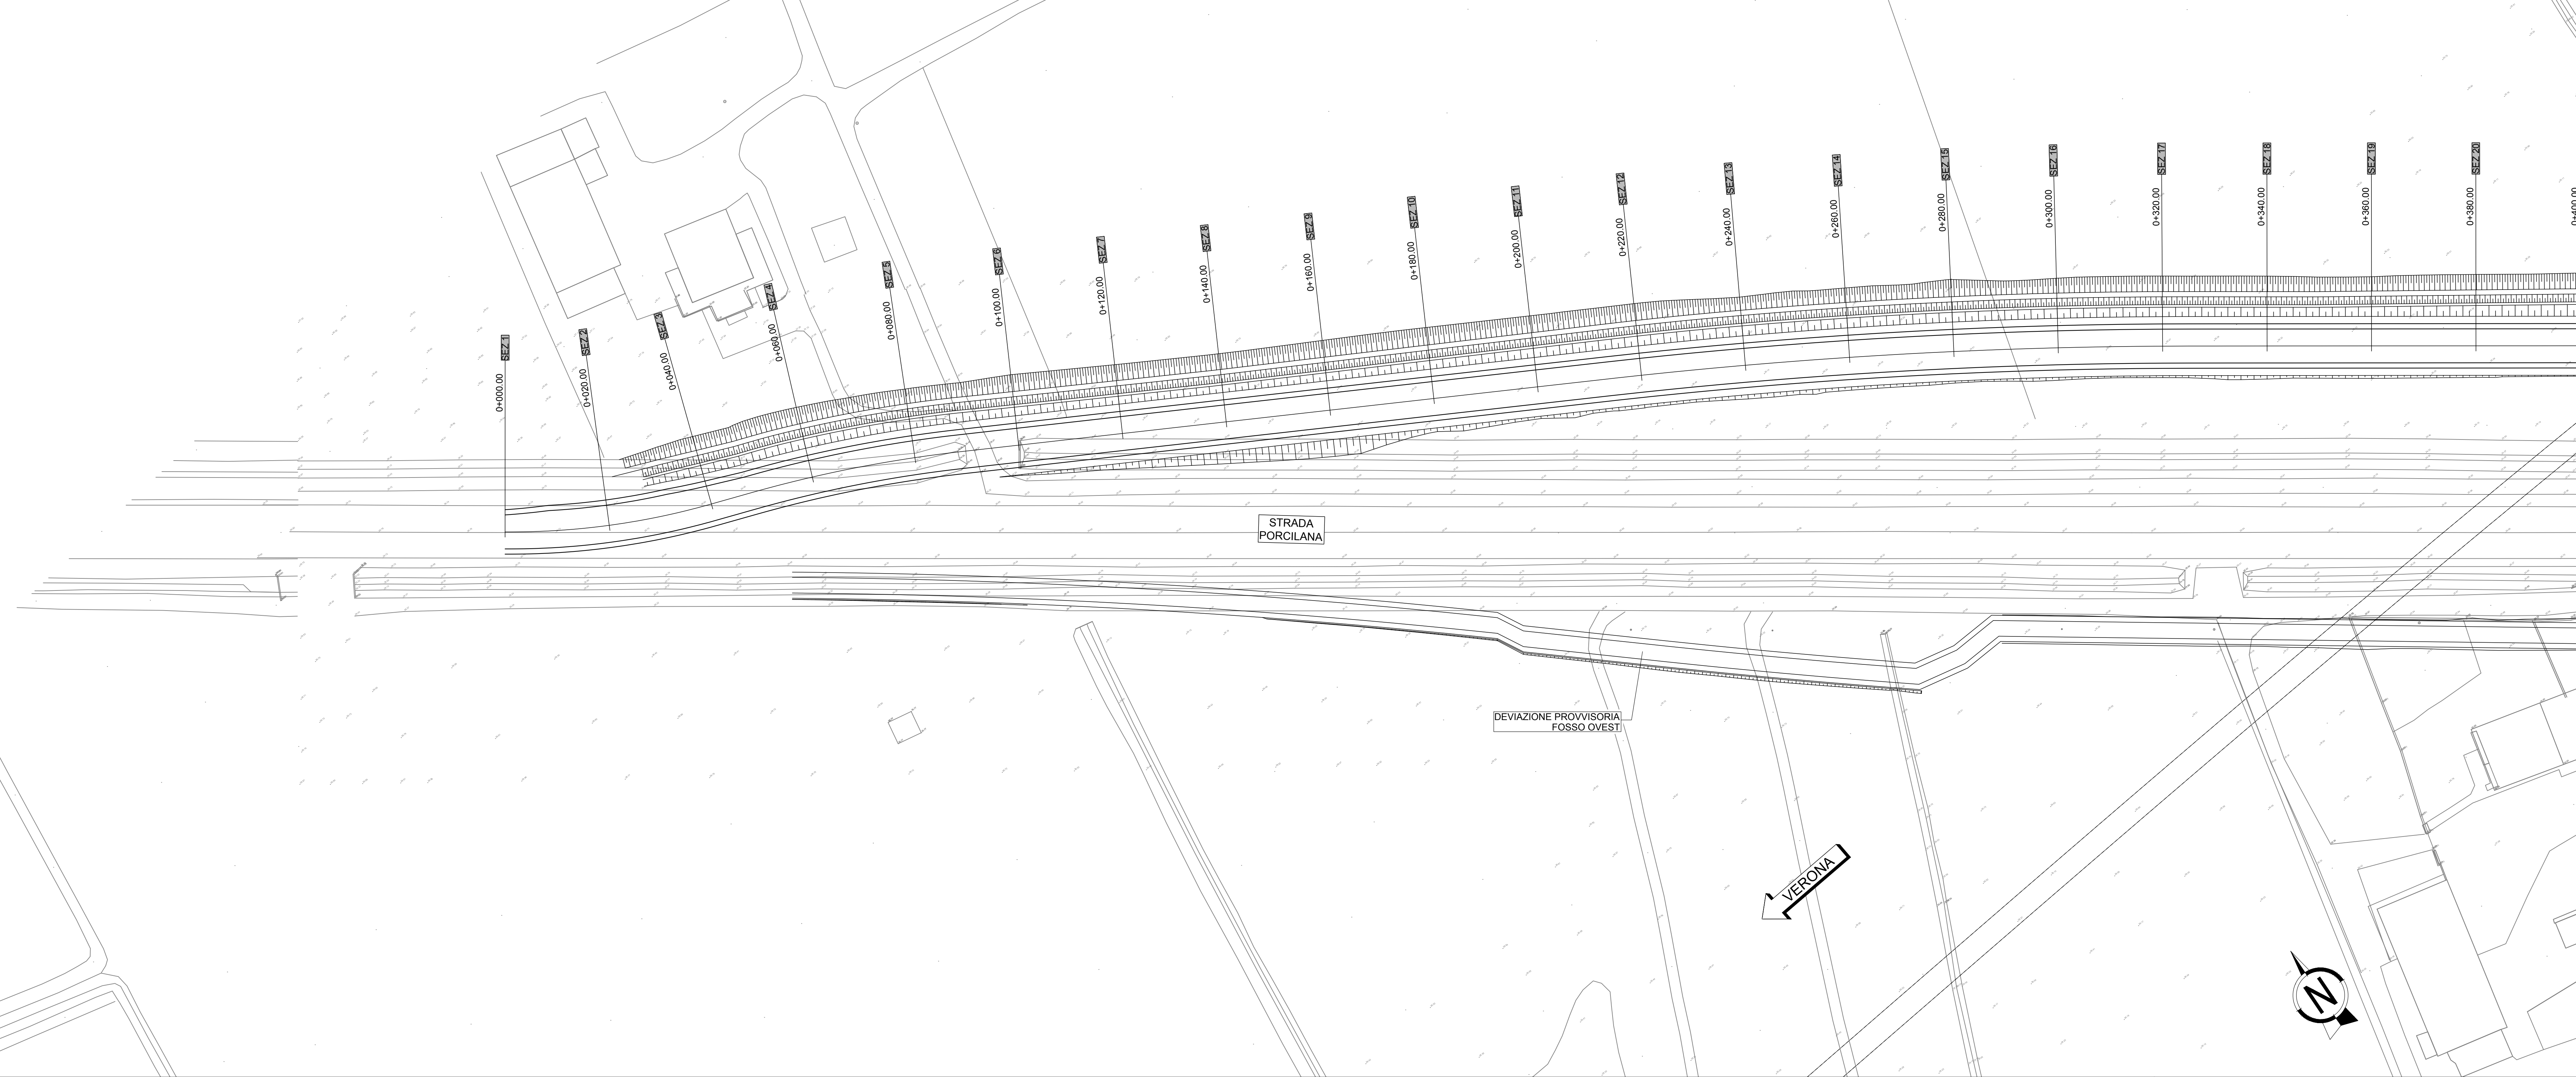 SEZ 1
0+000.00
SEZ 2
0+020.00
SEZ 3
0+040.00
SEZ 4
0+060.00
SEZ 5
0+080.00
SEZ 6
0+100.00
SEZ 7
0+120.00
SEZ 8
0+140.00
SEZ 9
0+160.00
SEZ 10
0+180.00
SEZ 11
0+200.00
SEZ 12
0+220.00
SEZ 13
0+240.00
SEZ 14
0+260.00
SEZ 15
0+280.00
SEZ 16
0+300.00
SEZ 17
0+320.00
SEZ 18
0+340.00
SEZ 19
0+360.00
SEZ 20
0+380.00
0+400.00
STRADA
PORCILANA
DEVIAZIONE PROVVISORIA
FOSSO OVEST
VERONA
N